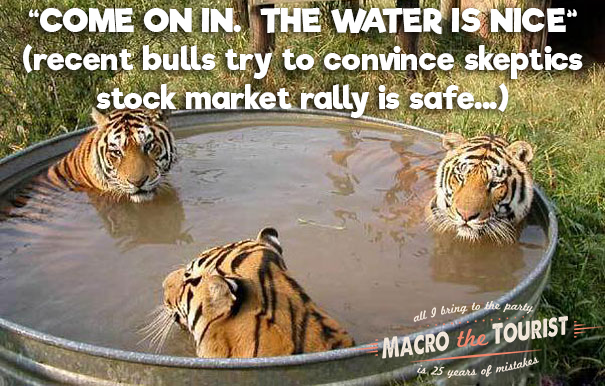 “COME ON IN. THE WATER IS NICE”
(recent bulls try to convince skeptics
stock market rally is safe...)
all I bring to the party
MACRO the TOURIST
is 25 years of mistakes